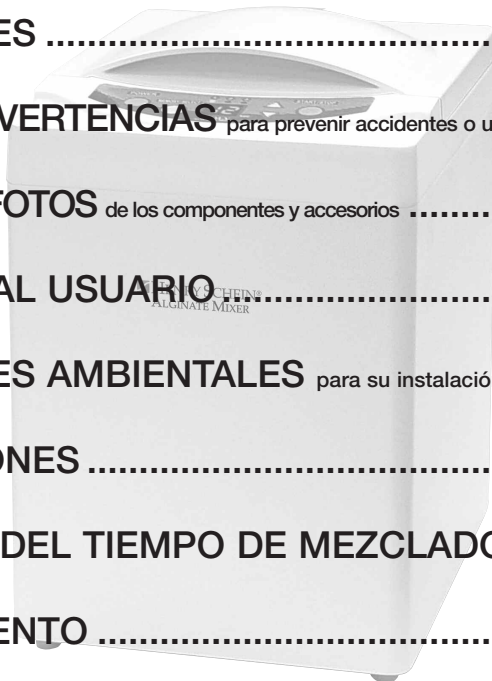 ES ..........................................
VERTENCIAS para prevenir accidentes o u
FOTOS de los componentes y accesorios .........
AL USUARIO ..........................
HENRY SCHEIN®
ALGINATE MIXER
ES AMBIENTALES para su instalació
ONES .......................................
DEL TIEMPO DE MEZCLADO
ENTO ......................................